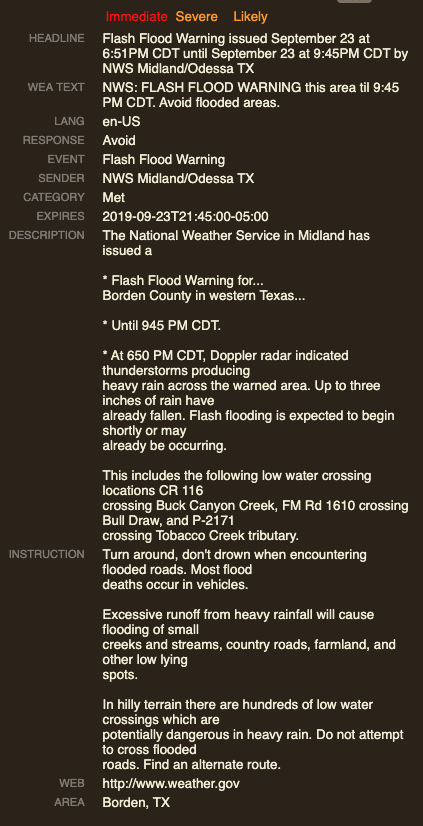 Immediate Severe Likely
HEADLINE Flash Flood Warning issued September 23 at
6:51PM CDT until September 23 at 9:45PM CDT by
NWS Midland/Odessa TX
WEA TEXT NWS: FLASH FLOOD WARNING this area til 9:45
PM CDT. Avoid flooded areas.
LANG en-US
RESPONSE Avoid
EVENT Flash Flood Warning
SENDER NWS Midland/Odessa TX
CATEGORY Met
EXPIRES 2019-09-23T21:45:00-05:00
DESCRIPTION The National Weather Service in Midland has
issued a
* Flash Flood Warning for...
Borden County in western Texas...
* Until 945 PM CDT.
* At 650 PM CDT, Doppler radar indicated
thunderstorms producing
heavy rain across the warned area. Up to three
inches of rain have
already fallen. Flash flooding is expected to begin
shortly or may
already be occurring.
This includes the following low water crossing
locations CR 116
crossing Buck Canyon Creek, FM Rd 1610 crossing
Bull Draw, and P-2171
crossing Tobacco Creek tributary.
INSTRUCTION Turn around, don't drown when encountering
flooded roads. Most flood
deaths occur in vehicles.
Excessive runoff from heavy rainfall will cause
flooding of small
creeks and streams, country roads, farmland, and
other low lying
spots.
In hilly terrain there are hundreds of low water
crossings which are
potentially dangerous in heavy rain. Do not attempt
to cross flooded
roads. Find an alternate route.
WEB http://www.weather.gov
AREA Borden, TX